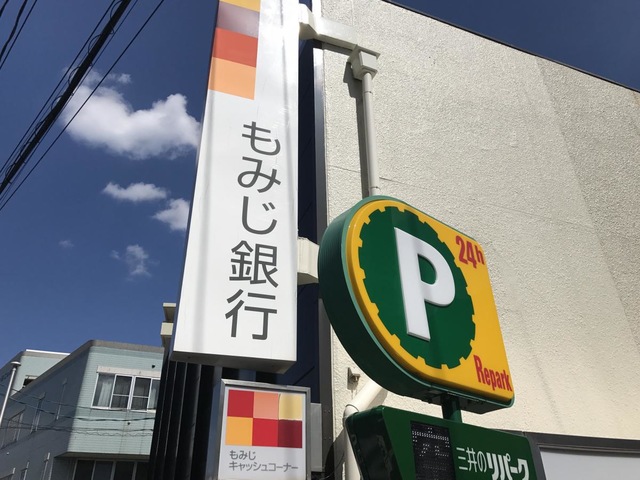 もみじ銀行
もみじ
キャッシュコーナー
24h
P
Repark
三井のリパーク